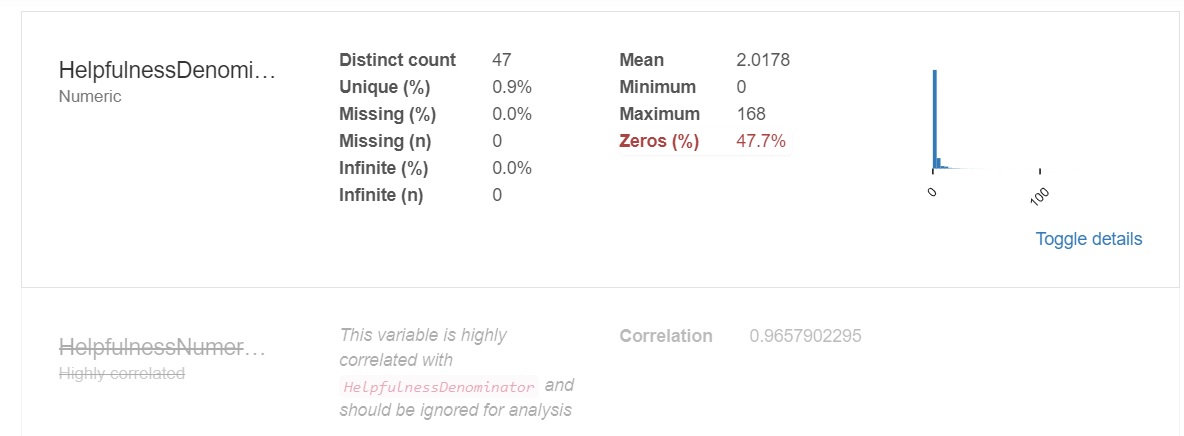 HelpfulnessDenomi...
Numeric
Distinct count 47
Unique (%) 0.9%
Missing (%) 0.0%
Missing (n) 0
Infinite (%) 0.0%
Infinite (n) 0
Mean 2.0178
Minimum 0
Maximum 168
Zeros (%) 47.7%
0
100
Toggle details
HelpfulnessNumer...
Highly correlated
This variable is highly
correlated with
HelpfulnessDenominator and
should be ignored for analysis
Correlation 0.9657902295